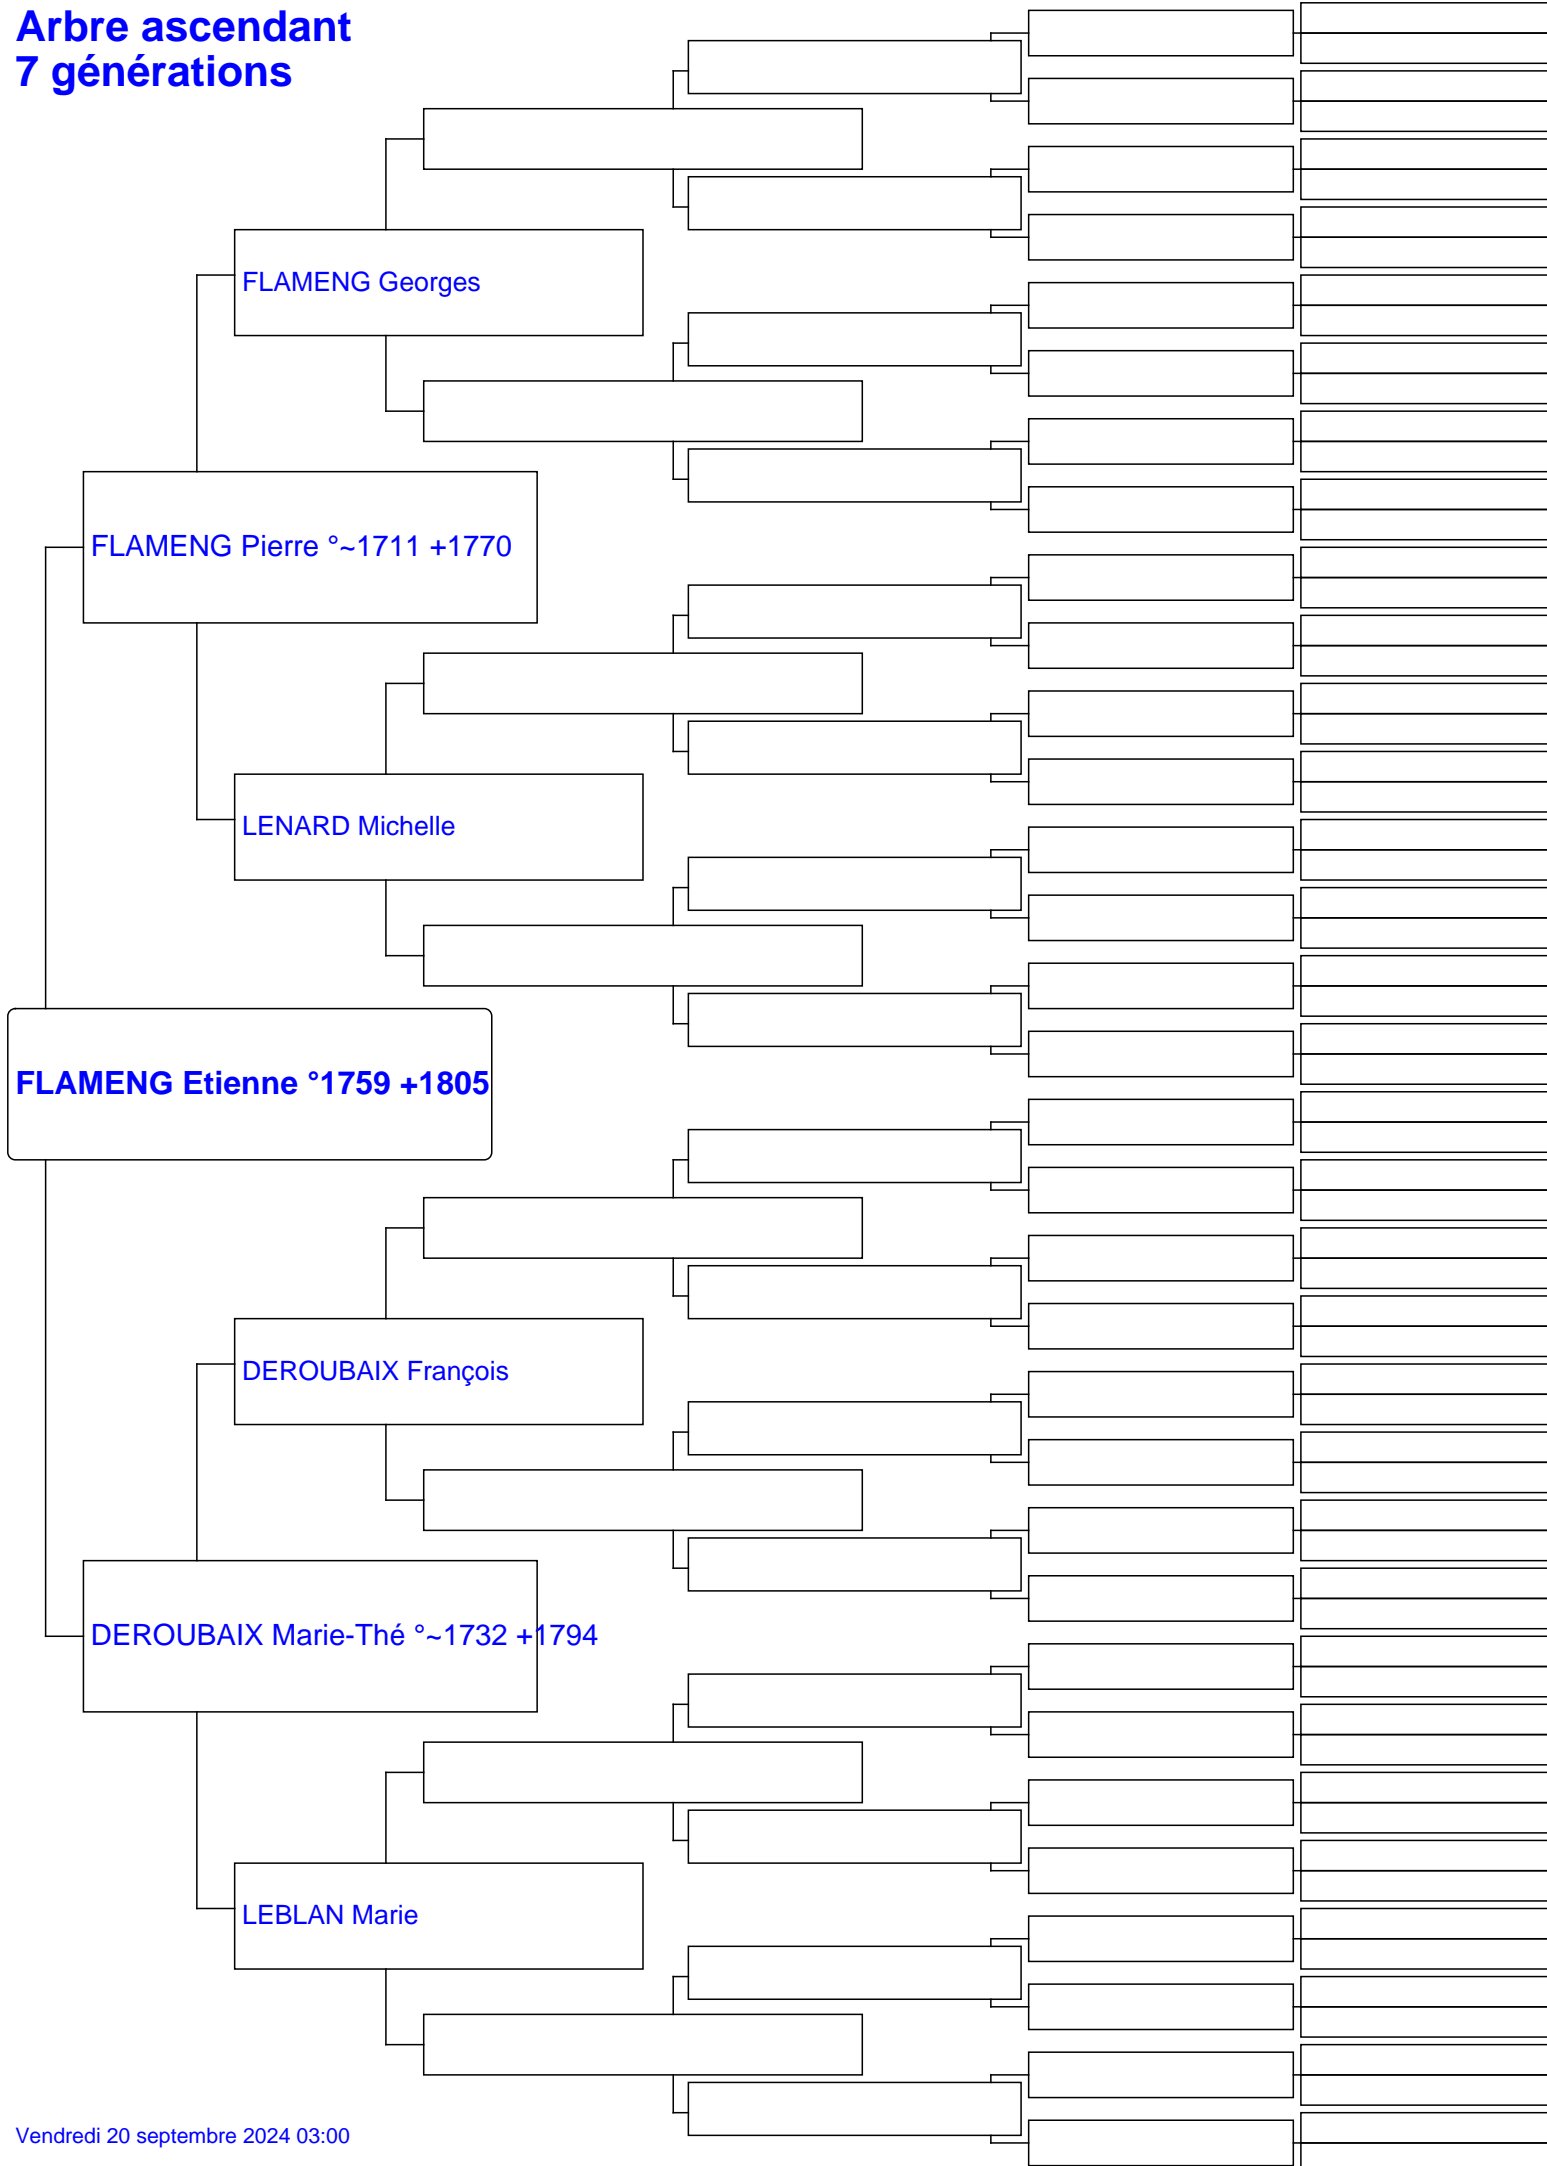 Arbre ascendant
7 générations
FLAMENG Georges
FLAMENG Pierre °~1711 +1770
LENARD Michelle
FLAMENG Etienne °1759 +1805
DEROUBAIX François
DEROUBAIX Marie-Thé °~1732 +1794
LEBLAN Marie
Vendredi 20 septembre 2024 03:00